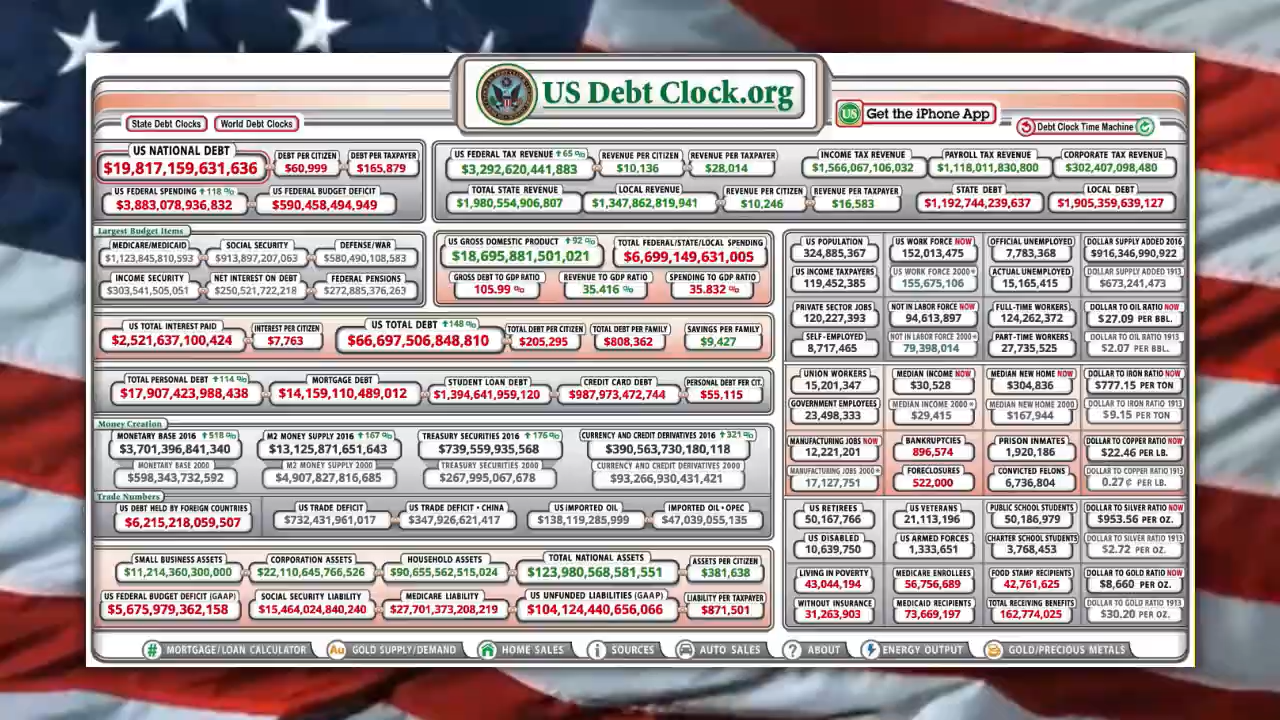 US Debt Clock.org
State Debt Clocks
World Debt Clocks
US Get the iPhone App
Debt Clock Time Machine
US NATIONAL DEBT
$19,817,159,631,636
DEBT PER CITIZEN
$60,999
DEBT PER TAXPAYER
$165,879
US FEDERAL SPENDING ↑118 %
$3,883,078,936,832
US FEDERAL BUDGET DEFICIT
$590,458,494,949
US FEDERAL TAX REVENUE ↑65 %
$3,292,620,441,883
REVENUE PER CITIZEN
$10,136
REVENUE PER TAXPAYER
$28,014
INCOME TAX REVENUE
$1,566,067,106,032
PAYROLL TAX REVENUE
$1,118,011,830,800
CORPORATE TAX REVENUE
$302,407,098,480
TOTAL STATE REVENUE
$1,980,554,906,807
LOCAL REVENUE
$1,347,862,819,941
REVENUE PER CITIZEN
$10,246
REVENUE PER TAXPAYER
$16,583
STATE DEBT
$1,192,744,239,637
LOCAL DEBT
$1,905,359,639,127
Largest Budget Items
MEDICARE/MEDICAID
$1,123,845,810,593
SOCIAL SECURITY
$913,897,207,063
DEFENSE/WAR
$580,490,108,583
INCOME SECURITY
$303,541,505,051
NET INTEREST ON DEBT
$250,521,722,218
FEDERAL PENSIONS
$272,885,376,263
US GROSS DOMESTIC PRODUCT ↑92 %
$18,695,881,501,021
TOTAL FEDERAL/STATE/LOCAL SPENDING
$6,699,149,631,005
GROSS DEBT TO GDP RATIO
105.99 %
REVENUE TO GDP RATIO
35.416 %
SPENDING TO GDP RATIO
35.832 %
US TOTAL INTEREST PAID
$2,521,637,100,424
INTEREST PER CITIZEN
$7,763
US TOTAL DEBT ↑148 %
$66,697,506,848,810
TOTAL DEBT PER CITIZEN
$205,295
TOTAL DEBT PER FAMILY
$808,362
SAVINGS PER FAMILY
$9,427
TOTAL PERSONAL DEBT ↑114 %
$17,907,423,988,438
MORTGAGE DEBT
$14,159,110,489,012
STUDENT LOAN DEBT
$1,394,641,959,120
CREDIT CARD DEBT
$987,973,472,744
PERSONAL DEBT PER CIT.
$55,115
Money Creation
MONETARY BASE 2016 ↑518 %
$3,701,396,841,340
M2 MONEY SUPPLY 2016 ↑167 %
$13,125,871,651,643
TREASURY SECURITIES 2016 ↑176 %
$739,559,935,568
CURRENCY AND CREDIT DERIVATIVES 2016 ↑321 %
$390,563,730,180,118
MONETARY BASE 2000
$598,343,732,592
M2 MONEY SUPPLY 2000
$4,907,827,816,685
TREASURY SECURITIES 2000
$267,995,067,678
CURRENCY AND CREDIT DERIVATIVES 2000
$93,266,930,431,421
Trade Numbers
US DEBT HELD BY FOREIGN COUNTRIES
$6,215,218,059,507
US TRADE DEFICIT
$732,431,961,017
US TRADE DEFICIT • CHINA
$347,926,621,417
US IMPORTED OIL
$138,119,285,999
IMPORTED OIL • OPEC
$47,039,055,135
SMALL BUSINESS ASSETS
$11,214,360,300,000
CORPORATION ASSETS
$22,110,645,766,526
HOUSEHOLD ASSETS
$90,655,562,515,024
TOTAL NATIONAL ASSETS
$123,980,568,581,551
ASSETS PER CITIZEN
$381,638
US FEDERAL BUDGET DEFICIT (GAAP)
$5,675,979,362,158
SOCIAL SECURITY LIABILITY
$15,464,024,840,240
MEDICARE LIABILITY
$27,701,373,208,219
US UNFUNDED LIABILITIES (GAAP)
$104,124,440,656,066
LIABILITY PER TAXPAYER
$871,501
US POPULATION
324,885,367
US WORK FORCE NOW
152,013,475
OFFICIAL UNEMPLOYED
7,783,368
DOLLAR SUPPLY ADDED 2016
$916,346,990,922
US INCOME TAXPAYERS
119,452,385
US WORK FORCE 2000
155,675,106
ACTUAL UNEMPLOYED
15,165,415
DOLLAR SUPPLY ADDED 1913
$673,241,473
PRIVATE SECTOR JOBS
120,227,393
NOT IN LABOR FORCE NOW
94,613,897
FULL-TIME WORKERS
124,262,372
DOLLAR TO OIL RATIO NOW
$27.09 PER BBL.
SELF-EMPLOYED
8,717,465
NOT IN LABOR FORCE 2000
79,398,014
PART-TIME WORKERS
27,735,525
DOLLAR TO OIL RATIO 1913
$2.07 PER BBL.
UNION WORKERS
15,201,347
MEDIAN INCOME NOW
$30,528
MEDIAN NEW HOME NOW
$304,836
DOLLAR TO IRON RATIO NOW
$777.15 PER TON
GOVERNMENT EMPLOYEES
23,498,333
MEDIAN INCOME 2000
$29,415
MEDIAN NEW HOME 2000
$167,944
DOLLAR TO IRON RATIO 1913
$9.15 PER TON
MANUFACTURING JOBS NOW
12,221,201
BANKRUPTCIES
896,574
PRISON INMATES
1,920,186
DOLLAR TO COPPER RATIO NOW
$22.46 PER LB.
MANUFACTURING JOBS 2000
17,127,751
FORECLOSURES
522,000
CONVICTED FELONS
6,736,804
DOLLAR TO COPPER RATIO 1913
0.27 ¢ PER LB.
US RETIREES
50,167,766
US VETERANS
21,113,196
PUBLIC SCHOOL STUDENTS
50,186,979
DOLLAR TO SILVER RATIO NOW
$953.56 PER OZ.
US DISABLED
10,639,750
US ARMED FORCES
1,333,651
CHARTER SCHOOL STUDENTS
3,768,453
DOLLAR TO SILVER RATIO 1913
$2.72 PER OZ.
LIVING IN POVERTY
43,044,194
MEDICARE ENROLLEES
56,756,689
FOOD STAMP RECIPIENTS
42,761,625
DOLLAR TO GOLD RATIO NOW
$8,660 PER OZ.
WITHOUT INSURANCE
31,263,903
MEDICAID RECIPIENTS
73,669,197
TOTAL RECEIVING BENEFITS
162,774,025
DOLLAR TO GOLD RATIO 1913
$30.20 PER OZ.
# MORTGAGE/LOAN CALCULATOR
Au GOLD SUPPLY/DEMAND
HOME SALES
i SOURCES
AUTO SALES
? ABOUT
ENERGY OUTPUT
GOLD/PRECIOUS METALS